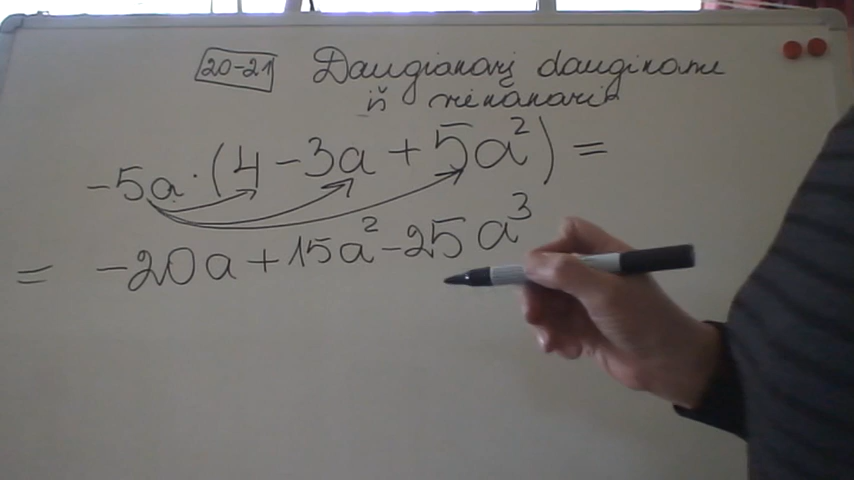 20-21 Daugianarį dauginame
iš vienanario
-5a·(4-3a+5a²)=
= -20a+15a²-25a³